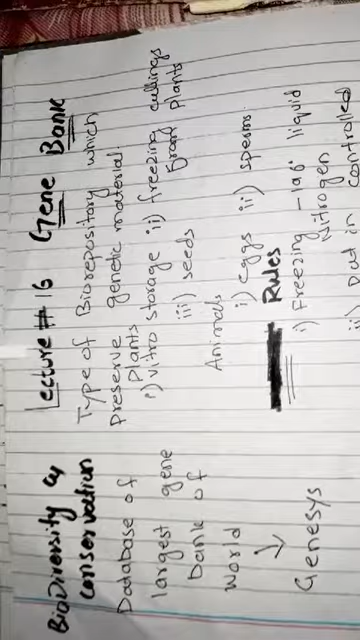 BioDiversity &
conservation
Database of
largest gene
bank of
world
↓
Genesys
Lecture # 16 Gene Bank
Type of Biorepository which
preserve genetic material.
Plants
i) vitro storage ii) freezing cuttings
from plants
iii) seeds
Animals
i) eggs ii) sperms.
Rules
i) Freezing -196° liquid
Nitrogen
ii) in controlled